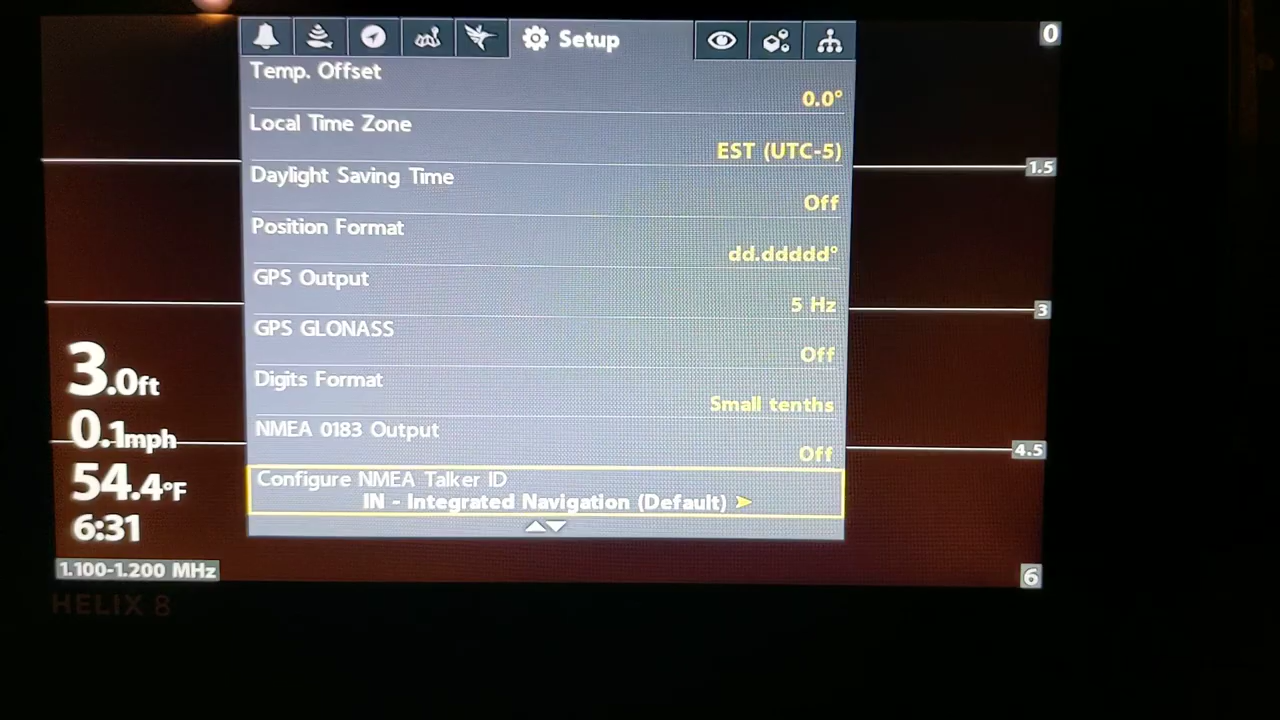 Setup
0
Temp. Offset
0.0°
Local Time Zone
EST (UTC-5)
1.5
Daylight Saving Time
Off
Position Format
dd.ddddd°
GPS Output
5 Hz
3
GPS GLONASS
Off
Digits Format
Small tenths
NMEA 0183 Output
Off
4.5
Configure NMEA Talker ID
IN - Integrated Navigation (Default)
3.0ft
0.1mph
54.4°F
6:31
1.100-1.200 MHz
6
HELIX 8